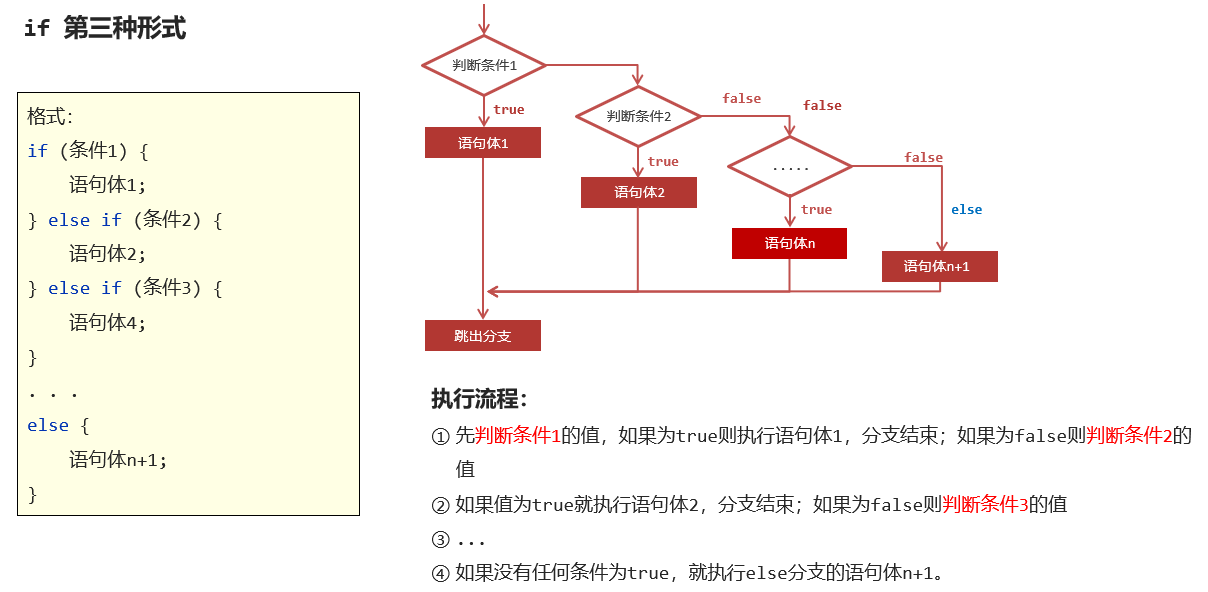 if 第三种形式
格式：
if (条件1) {
语句体1;
} else if (条件2) {
语句体2;
} else if (条件3) {
语句体4;
}
. . .
else {
语句体n+1;
}
判断条件1
true
语句体1
判断条件2
false
false
true
语句体2
.....
false
true
else
语句体n
语句体n+1
跳出分支
执行流程：
① 先判断条件1的值，如果为true则执行语句体1，分支结束；如果为false则判断条件2的
值
② 如果值为true就执行语句体2，分支结束；如果为false则判断条件3的值
③ ...
④ 如果没有任何条件为true，就执行else分支的语句体n+1。